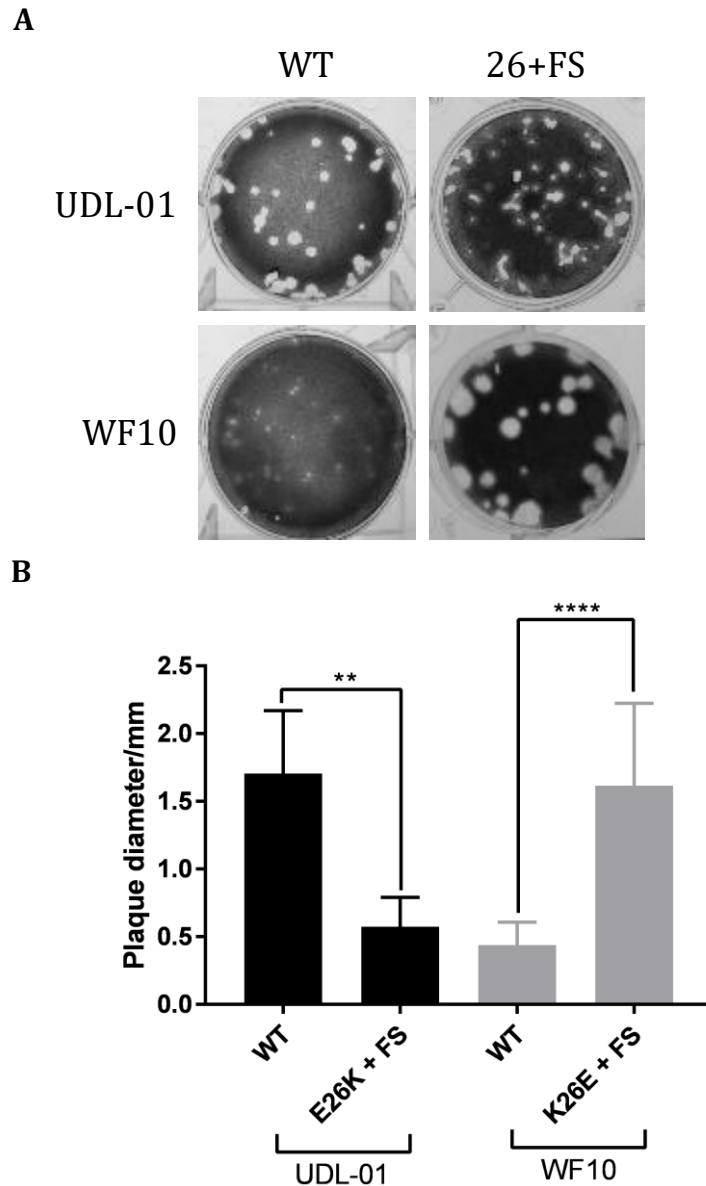 A
WT 26+FS
UDL-01
WF10
B
****
**
2.5
2.0
1.5
1.0
0.5
0.0
Plaque diameter/mm
WT
E26K + FS
WT
K26E + FS
UDL-01
WF10